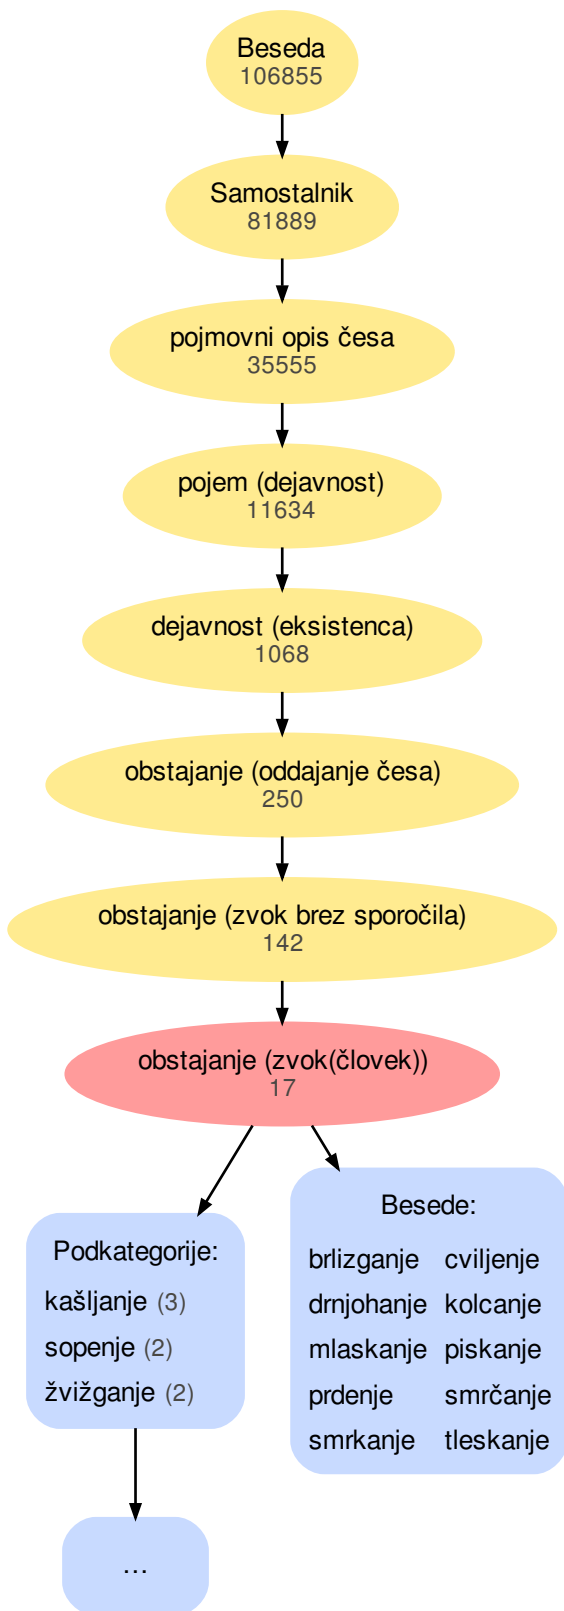 Beseda
106855
Samostalnik
81889
pojmovni opis česa
35555
pojem (dejavnost)
11634
dejavnost (eksistenca)
1068
obstajanje (oddajanje česa)
250
obstajanje (zvok brez sporočila)
142
obstajanje (zvok(človek))
17
Podkategorije:
kašljanje (3)
sopenje (2)
žvižganje (2)
...
Besede:
brlizganje cviljenje
drnjohanje kolcanje
mlaskanje piskanje
prdenje smrčanje
smrkanje tleskanje